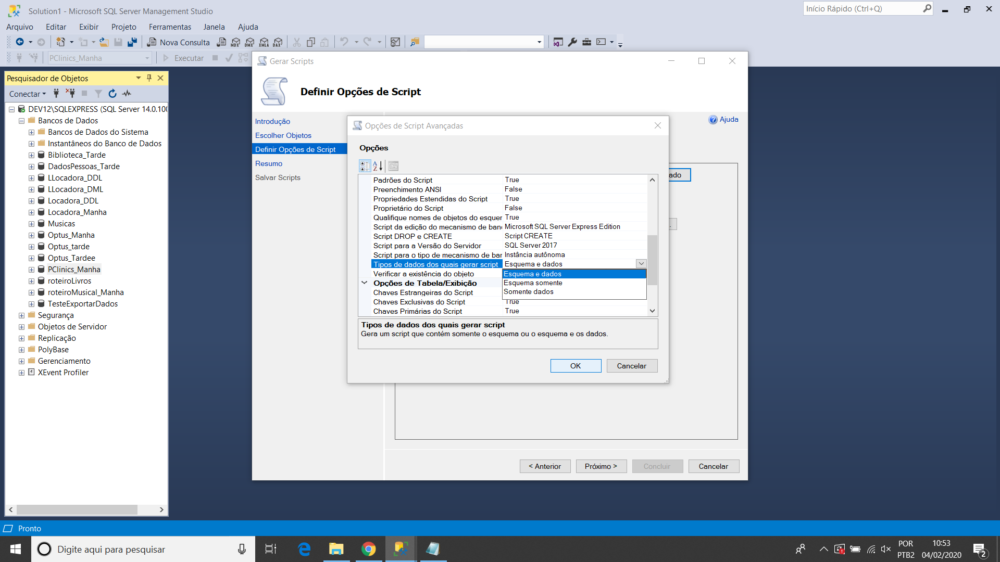 Solution1 - Microsoft SQL Server Management Studio
Início Rápido (Ctrl+Q)
Arquivo Editar Exibir Projeto Ferramentas Janela Ajuda
Nova Consulta MDX DMX XMLA DAX
PClinics_Manha Executar
Pesquisador de Objetos
Conectar
DEV12\SQLEXPRESS (SQL Server 14.0.100
Bancos de Dados
Bancos de Dados do Sistema
Instantâneos do Banco de Dados
Biblioteca_Tarde
DadosPessoas_Tarde
LLocadora_DDL
LLocadora_DML
Locadora_DDL
Locadora_Manha
Musicas
Optus_Manha
Optus_tarde
Optus_Tardee
PClinics_Manha
roteiroLivros
roteiroMusical_Manha
TesteExportarDados
Segurança
Objetos de Servidor
Replicação
PolyBase
Gerenciamento
XEvent Profiler
Gerar Scripts
Definir Opções de Script
Introdução
Escolher Objetos
Definir Opções de Script
Resumo
Salvar Scripts
Ajuda
ado
Opções de Script Avançadas
Opções
Padrões do Script True
Preenchimento ANSI False
Propriedades Estendidas do Script True
Proprietário do Script False
Qualifique nomes de objetos do esquer True
Script da edição do mecanismo de ban Microsoft SQL Server Express Edition
Script DROP e CREATE Script CREATE
Script para a Versão do Servidor SQL Server 2017
Script para o tipo de mecanismo de bar Instância autônoma
Tipos de dados dos quais gerar script Esquema e dados
Verificar a existência do objeto
Esquema e dados
Esquema somente
Somente dados
Opções de Tabela/Exibição
Chaves Estrangeiras do Script
Chaves Exclusivas do Script True
Chaves Primárias do Script True
Tipos de dados dos quais gerar script
Gera um script que contém somente o esquema ou o esquema e os dados.
OK Cancelar
< Anterior Próximo > Concluir Cancelar
Pronto
Digite aqui para pesquisar
POR
PTB2
10:53
04/02/2020
2